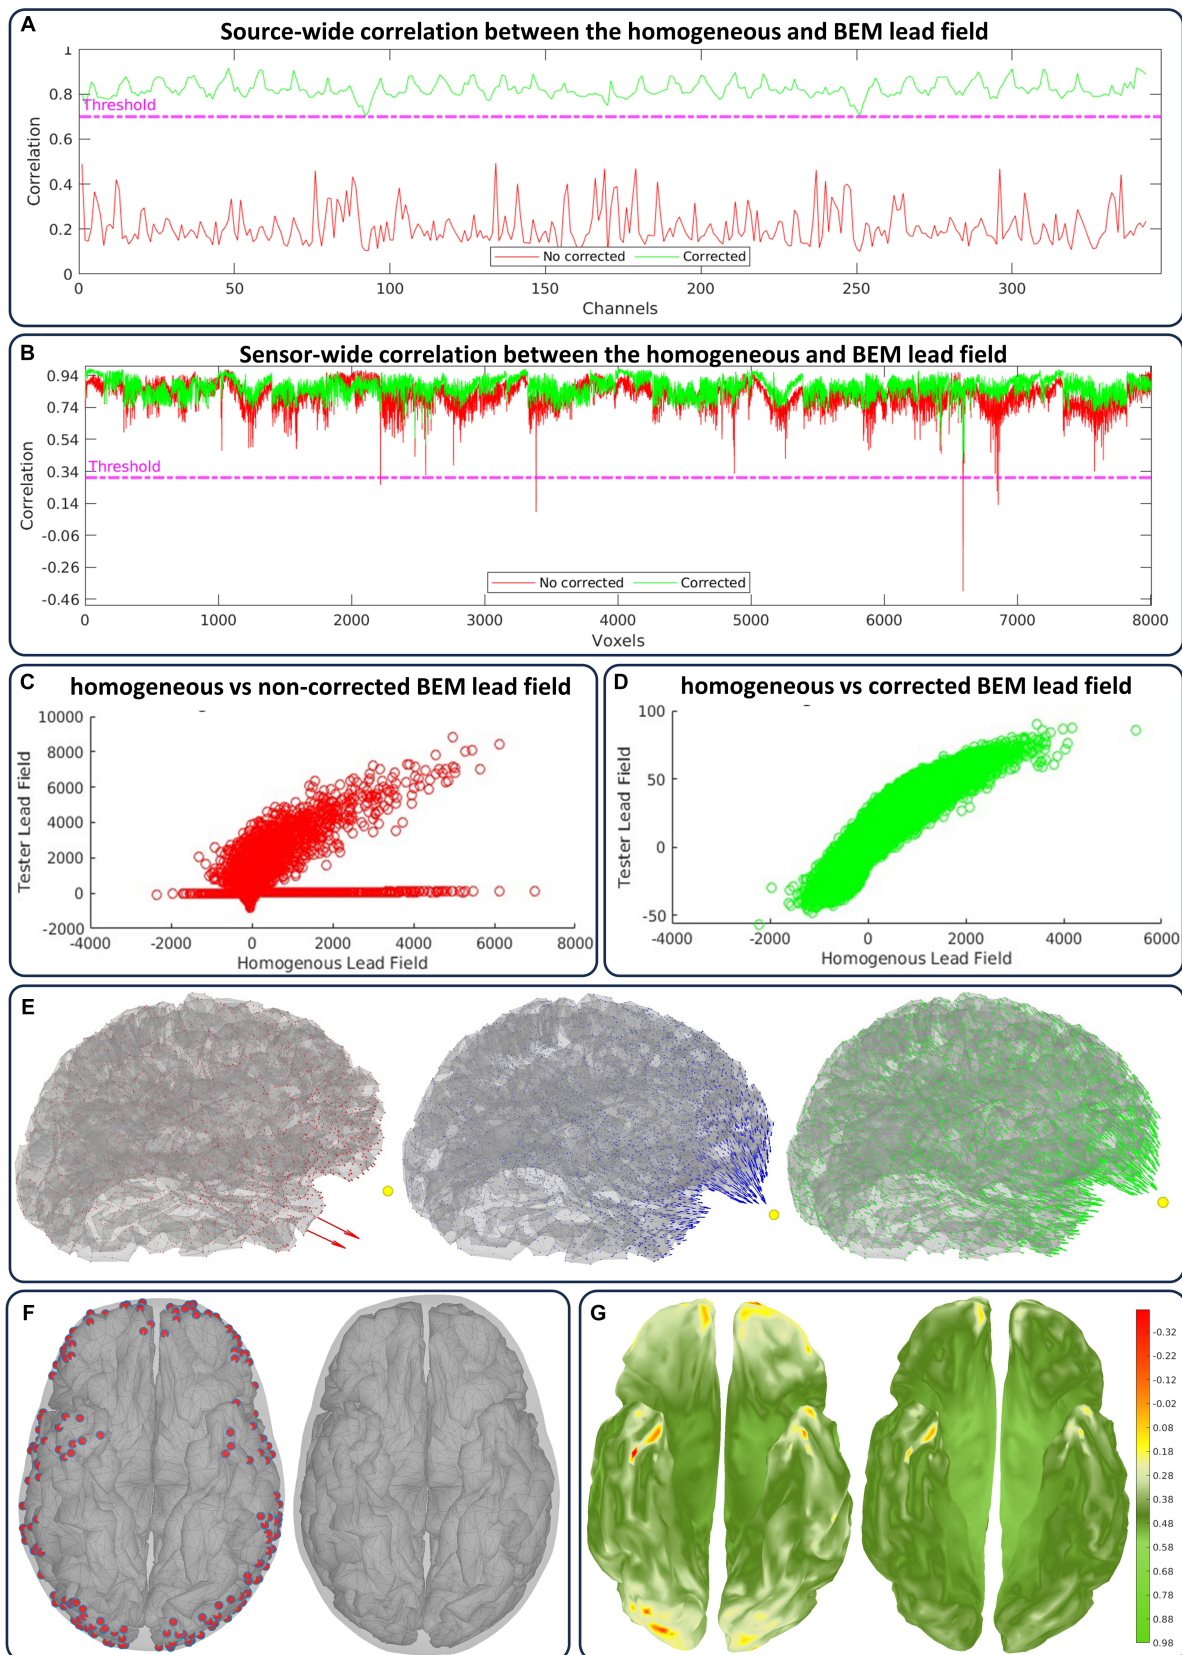 A
Source-wide correlation between the homogeneous and BEM lead field
1
0.8
0.6
0.4
0.2
0
Threshold
Correlation
No corrected
Corrected
0 50 100 150 200 250 300
Channels
B
Sensor-wide correlation between the homogeneous and BEM lead field
0.94
0.74
0.54
0.34
0.14
-0.06
-0.26
-0.46
Threshold
Correlation
No corrected
Corrected
0 1000 2000 3000 4000 5000 6000 7000 8000
Voxels
C
homogeneous vs non-corrected BEM lead field
10000
8000
6000
4000
2000
0
-2000
Tester Lead Field
-4000 -2000 0 2000 4000 6000 8000
Homogenous Lead Field
D
homogeneous vs corrected BEM lead field
100
50
0
-50
Tester Lead Field
-4000 -2000 0 2000 4000 6000
Homogenous Lead Field
E
F
G
-0.32
-0.22
-0.12
-0.02
0.08
0.18
0.28
0.38
0.48
0.58
0.68
0.78
0.88
0.98